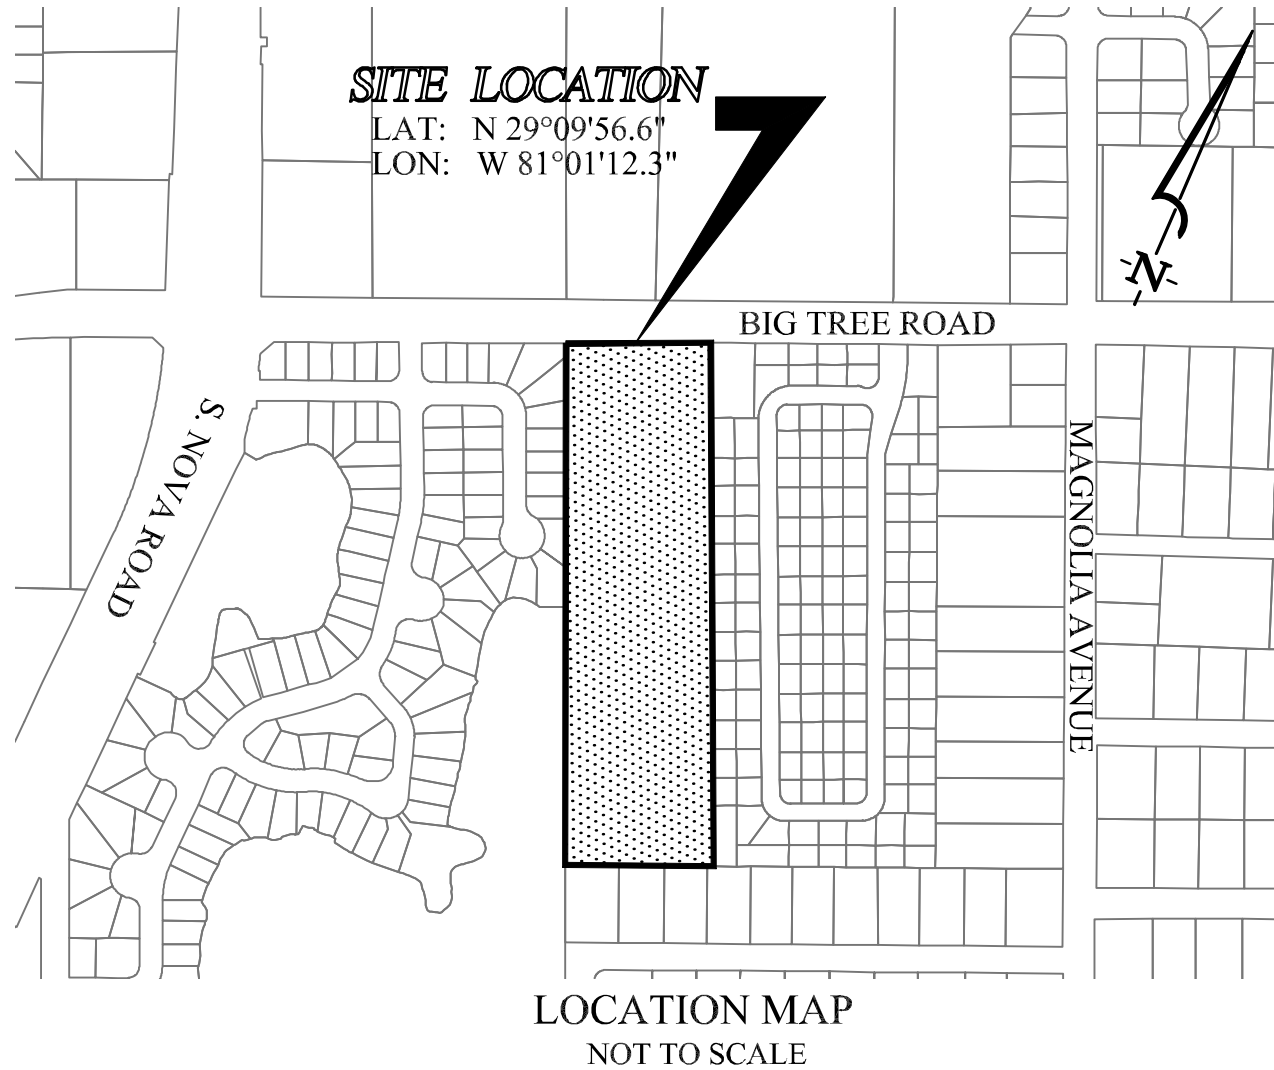 SITE LOCATION
LAT: N 29°09'56.6"
LON: W 81°01'12.3"
N
BIG TREE ROAD
S. NOVA ROAD
MAGNOLIA AVENUE
LOCATION MAP
NOT TO SCALE